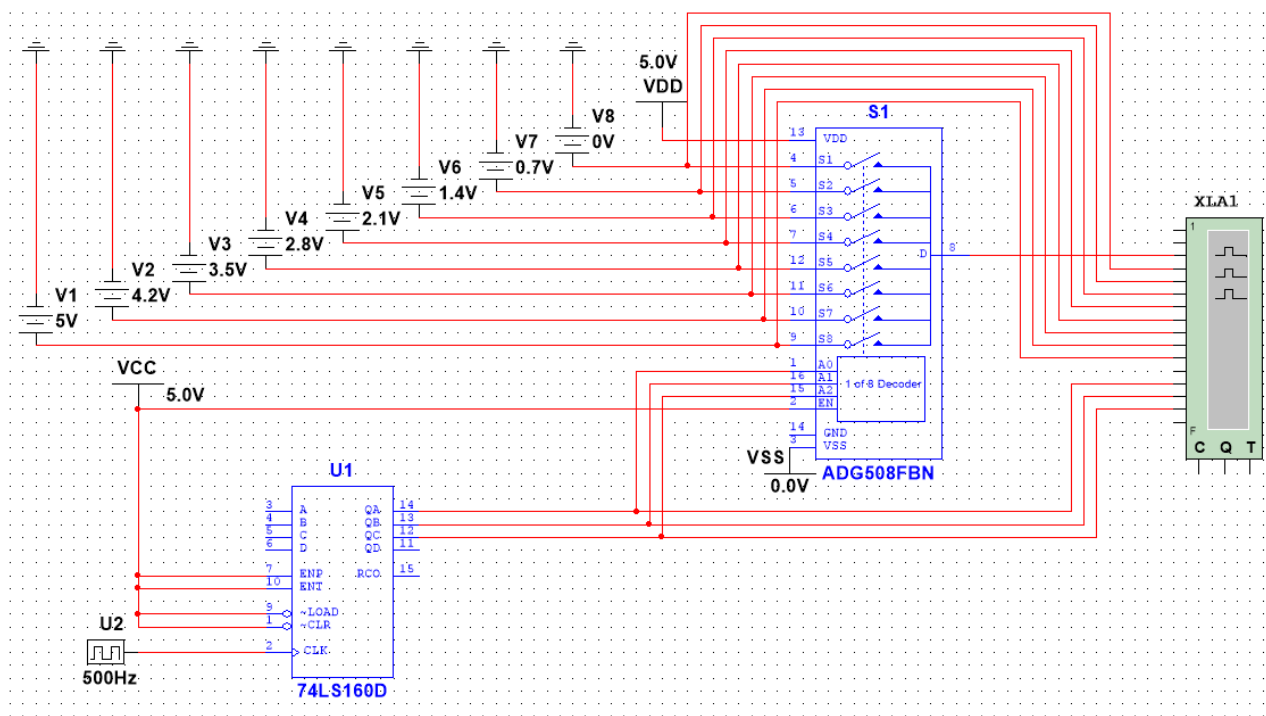 5.0V
VDD
S1
V8
0V
V7
0.7V
V6
1.4V
V5
2.1V
V4
2.8V
V3
3.5V
V2
4.2V
V1
5V
13 VDD
4 S1
5 S2
6 S3
7 S4
12 S5
11 S6
10 S7
9 S8
D 8
1 A0
16 A1
15 A2
2 EN
1 of 8 Decoder
14 GND
3 VSS
ADG508FBN
VSS
0.0V
XLA1
1
F
C Q T
VCC
5.0V
U1
3 A QA 14
4 B QB 13
5 C QC 12
6 D QD 11
7 ENP RCO 15
10 ENT
9 ~LOAD
1 ~CLR
2 CLK
74LS160D
U2
500Hz